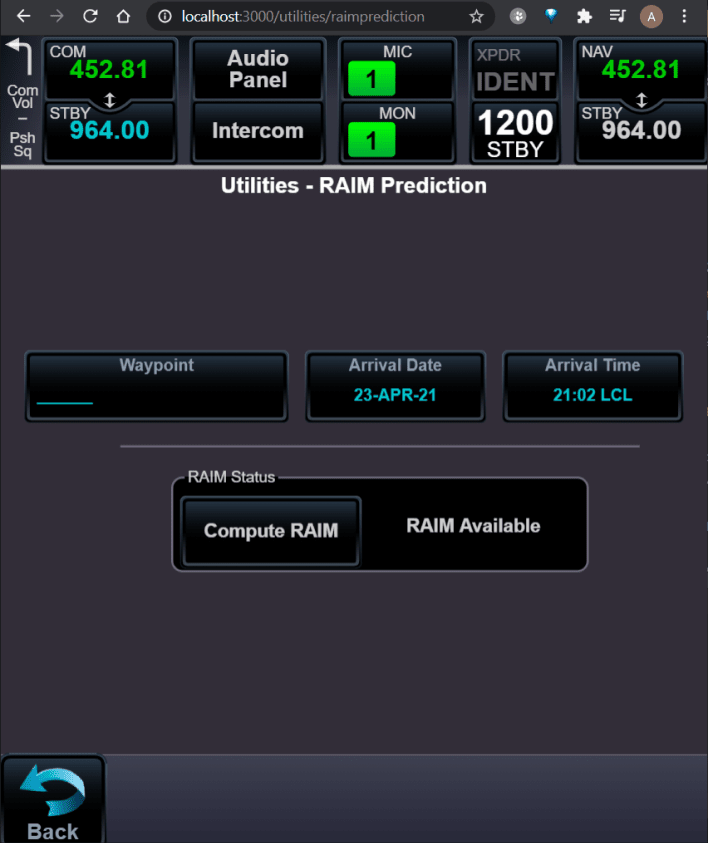 localhost:3000/utilities/raimprediction
A
Com
Vol
–
Psh
Sq
COM
452.81
STBY
964.00
Audio
Panel
Intercom
MIC
1
MON
1
XPDR
IDENT
1200
STBY
NAV
452.81
STBY
964.00
Utilities - RAIM Prediction
Waypoint
_____
Arrival Date
23-APR-21
Arrival Time
21:02 LCL
RAIM Status
Compute RAIM
RAIM Available
Back